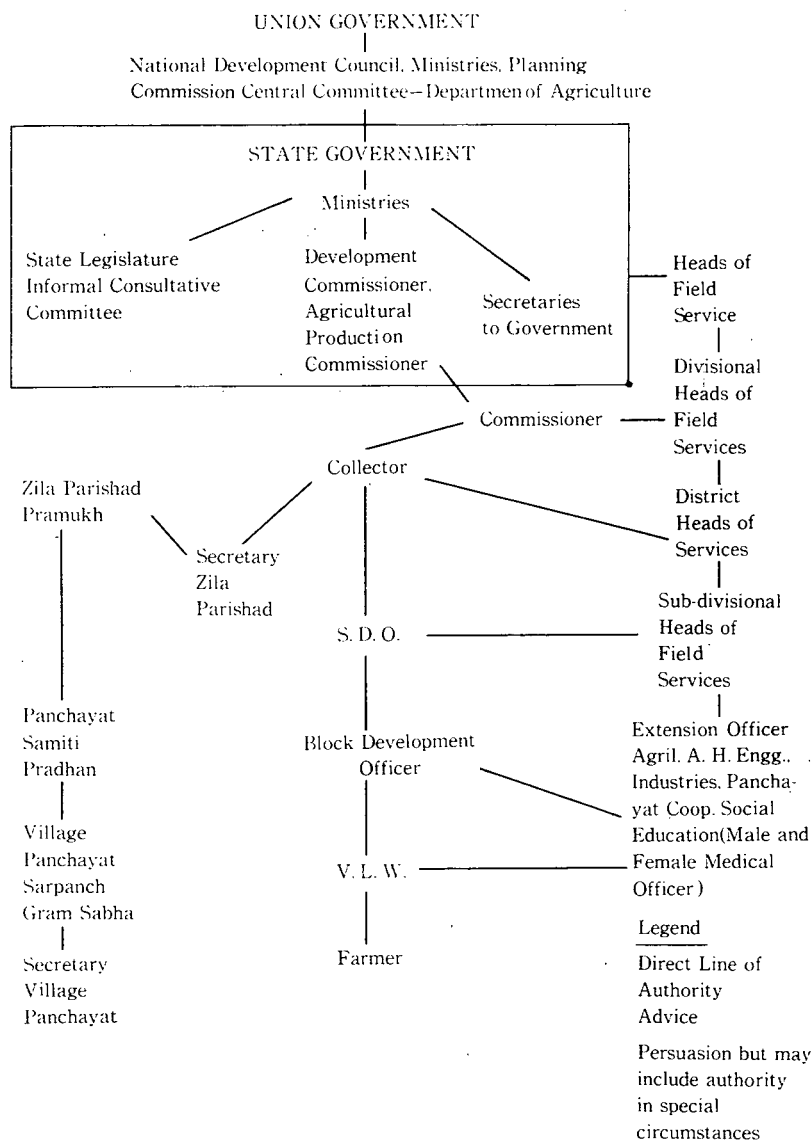 UNION GOVERNMENT
National Development Council, Ministries, Planning
Commission Central Committee–Departmen of Agriculture
STATE GOVERNMENT
Ministries
State Legislature
Informal Consultative
Committee
Development
Commissioner,
Agricultural
Production
Commissioner
Secretaries
to Government
Heads of
Field
Service
Divisional
Heads of
Field
Services
Commissioner
Collector
Zila Parishad
Pramukh
Secretary
Zila
Parishad
District
Heads of
Services
S. D. O.
Sub-divisional
Heads of
Field
Services
Panchayat
Samiti
Pradhan
Block Development
Officer
Extension Officer
Agril. A. H. Engg.,
Industries, Pancha-
yat Coop. Social
Education(Male and
Female Medical
Officer)
Village
Panchayat
Sarpanch
Gram Sabha
V. L. W.
Secretary
Village
Panchayat
Farmer
Legend
Direct Line of
Authority
Advice
Persuasion but may
include authority
in special
circumstances